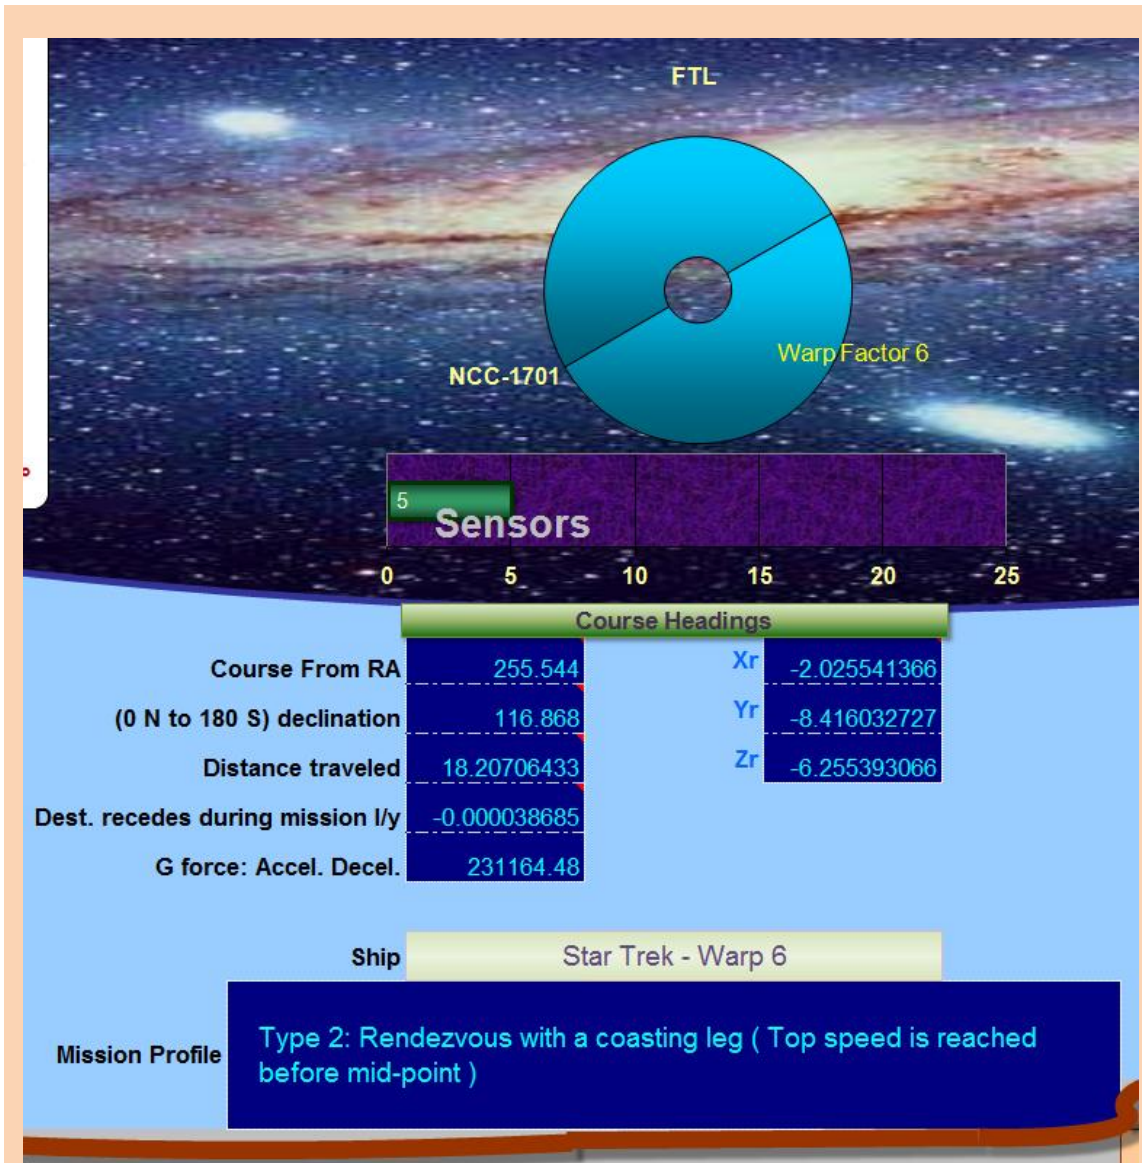 FTL
Warp Factor 6
NCC-1701
5
Sensors
0 5 10 15 20 25
Course Headings
Course From RA 255.544 Xr -2.025541366
(0 N to 180 S) declination 116.868 Yr -8.416032727
Distance traveled 18.20706433 Zr -6.255393066
Dest. recedes during mission l/y -0.000038685
G force: Accel. Decel. 231164.48
Ship Star Trek - Warp 6
Mission Profile
Type 2: Rendezvous with a coasting leg ( Top speed is reached
before mid-point )